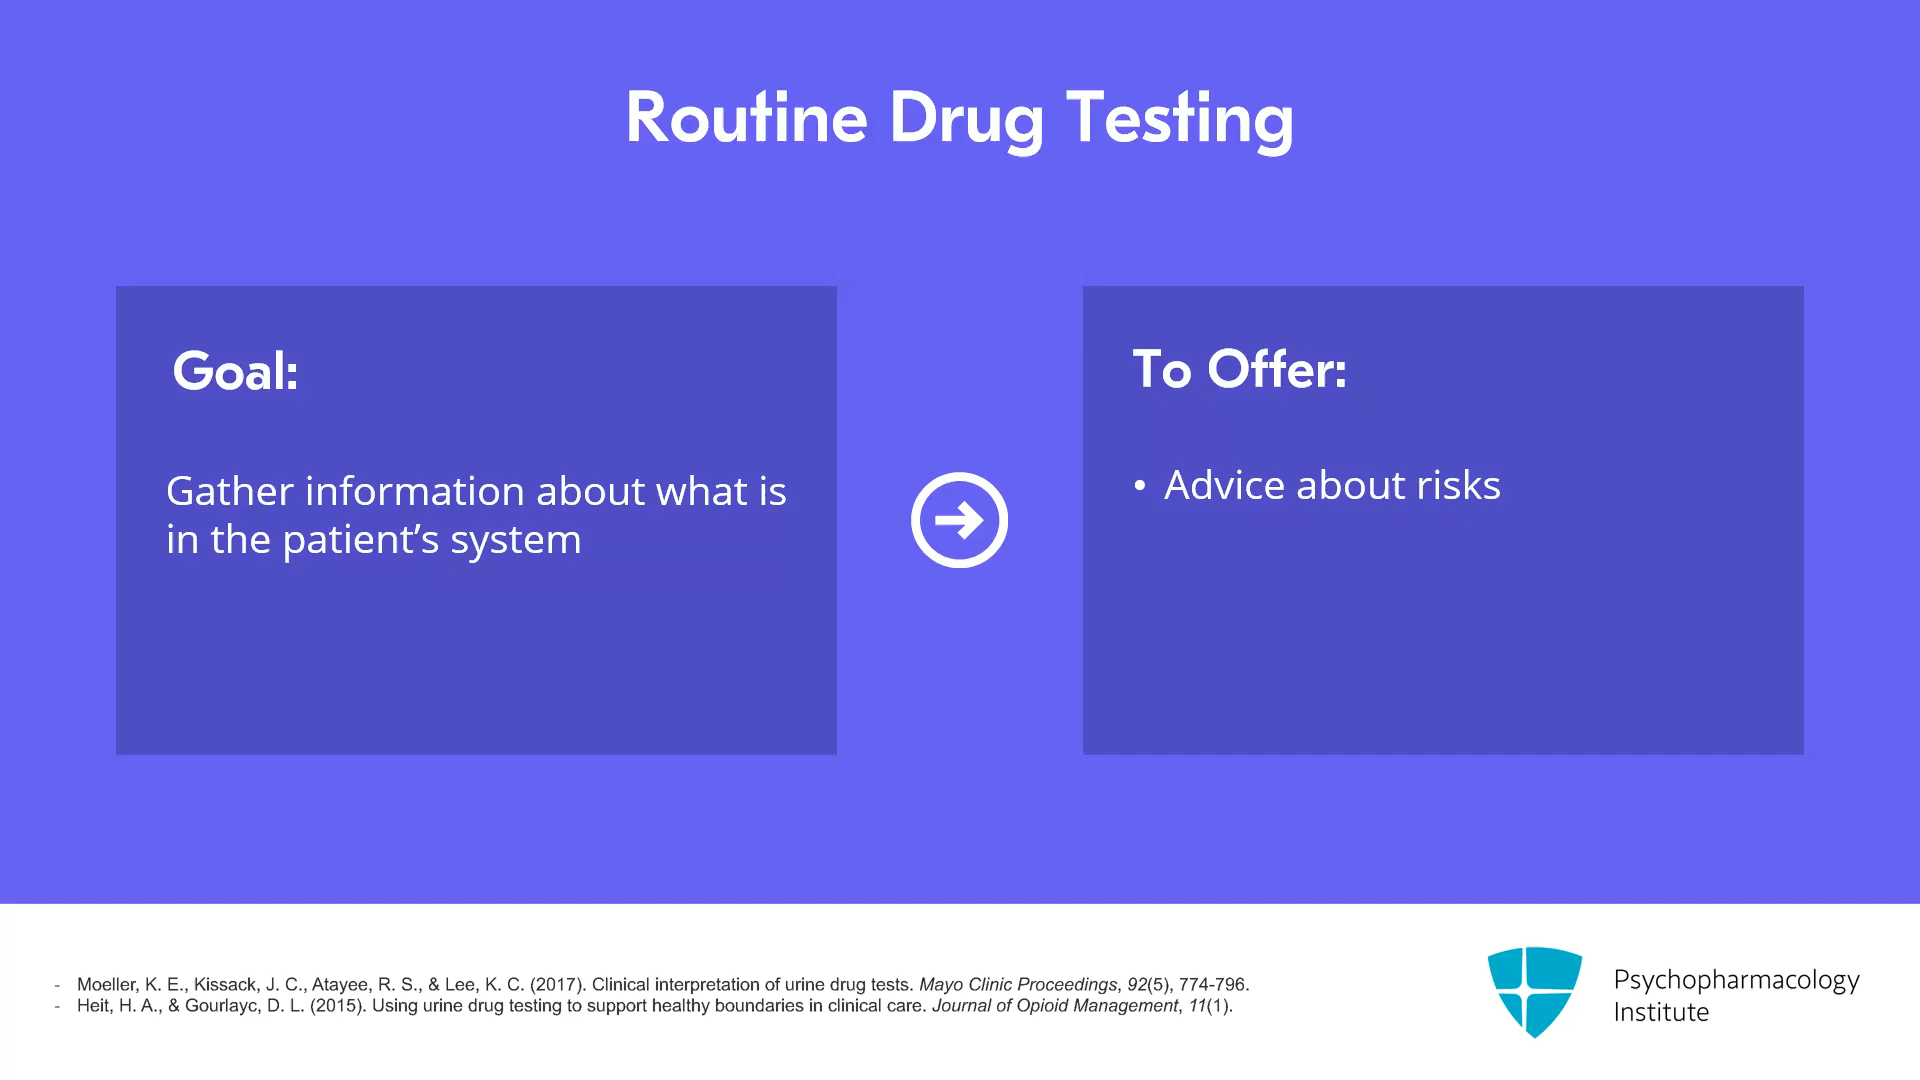 Routine Drug Testing
Goal:
Gather information about what is
in the patient’s system
To Offer:
• Advice about risks
- Moeller, K. E., Kissack, J. C., Atayee, R. S., & Lee, K. C. (2017). Clinical interpretation of urine drug tests. Mayo Clinic Proceedings, 92(5), 774-796.
- Heit, H. A., & Gourlayc, D. L. (2015). Using urine drug testing to support healthy boundaries in clinical care. Journal of Opioid Management, 11(1).
Psychopharmacology
Institute